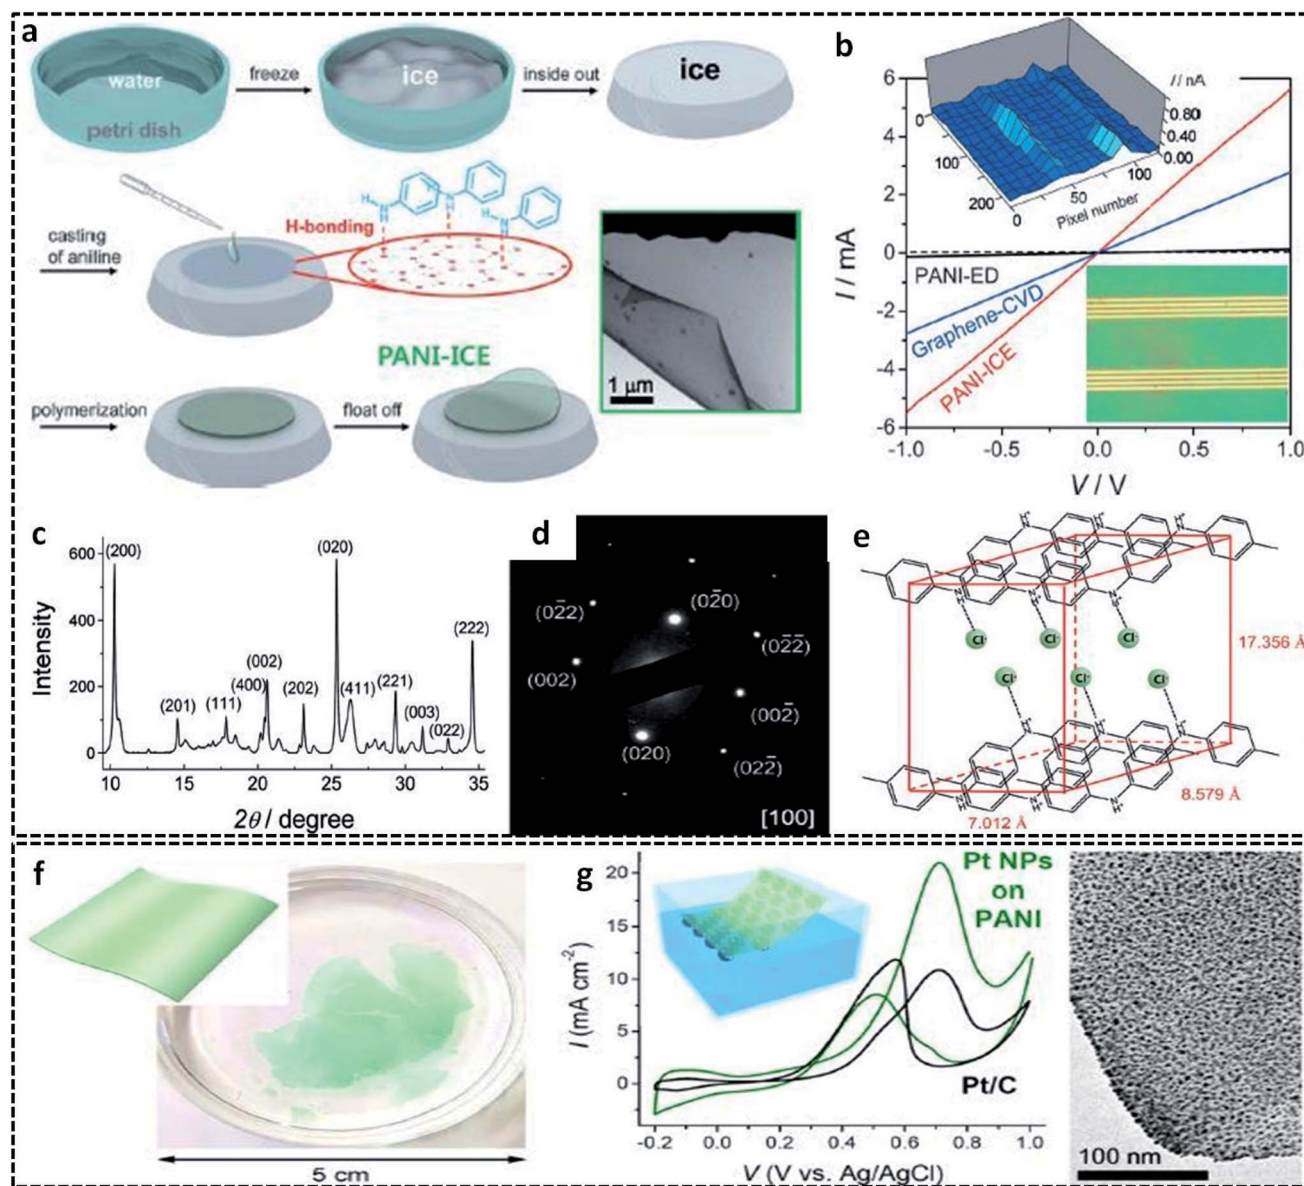 a
water
petri dish
freeze
ice
inside out
ice
casting
of aniline
H-bonding
H
N
H
N
H
N
PANI-ICE
1 μm
polymerization
float off
b
I / mA
6
4
2
0
-2
-4
-6
I / nA
0.80
0.40
0.00
0
100
200
0
50
100
Pixel number
PANI-ED
Graphene-CVD
PANI-ICE
-1.0
-0.5
0.0
0.5
1.0
V / V
c
Intensity
600
400
200
0
(200)
(201)
(111)
(400)
(002)
(202)
(020)
(411)
(221)
(003)
(022)
(222)
10
15
20
25
30
35
2θ / degree
d
(02̅2)
(02̅0)
(02̅2̅)
(002)
(002̅)
(020)
(022̅)
[100]
e
Cl⁻
Cl⁻
Cl⁻
Cl⁻
Cl⁻
Cl⁻
17.356 Å
8.579 Å
7.012 Å
f
5 cm
g
I (mA cm⁻²)
20
15
10
5
0
Pt NPs
on
PANI
Pt/C
-0.2
0.0
0.2
0.4
0.6
0.8
1.0
V (V vs. Ag/AgCl)
100 nm